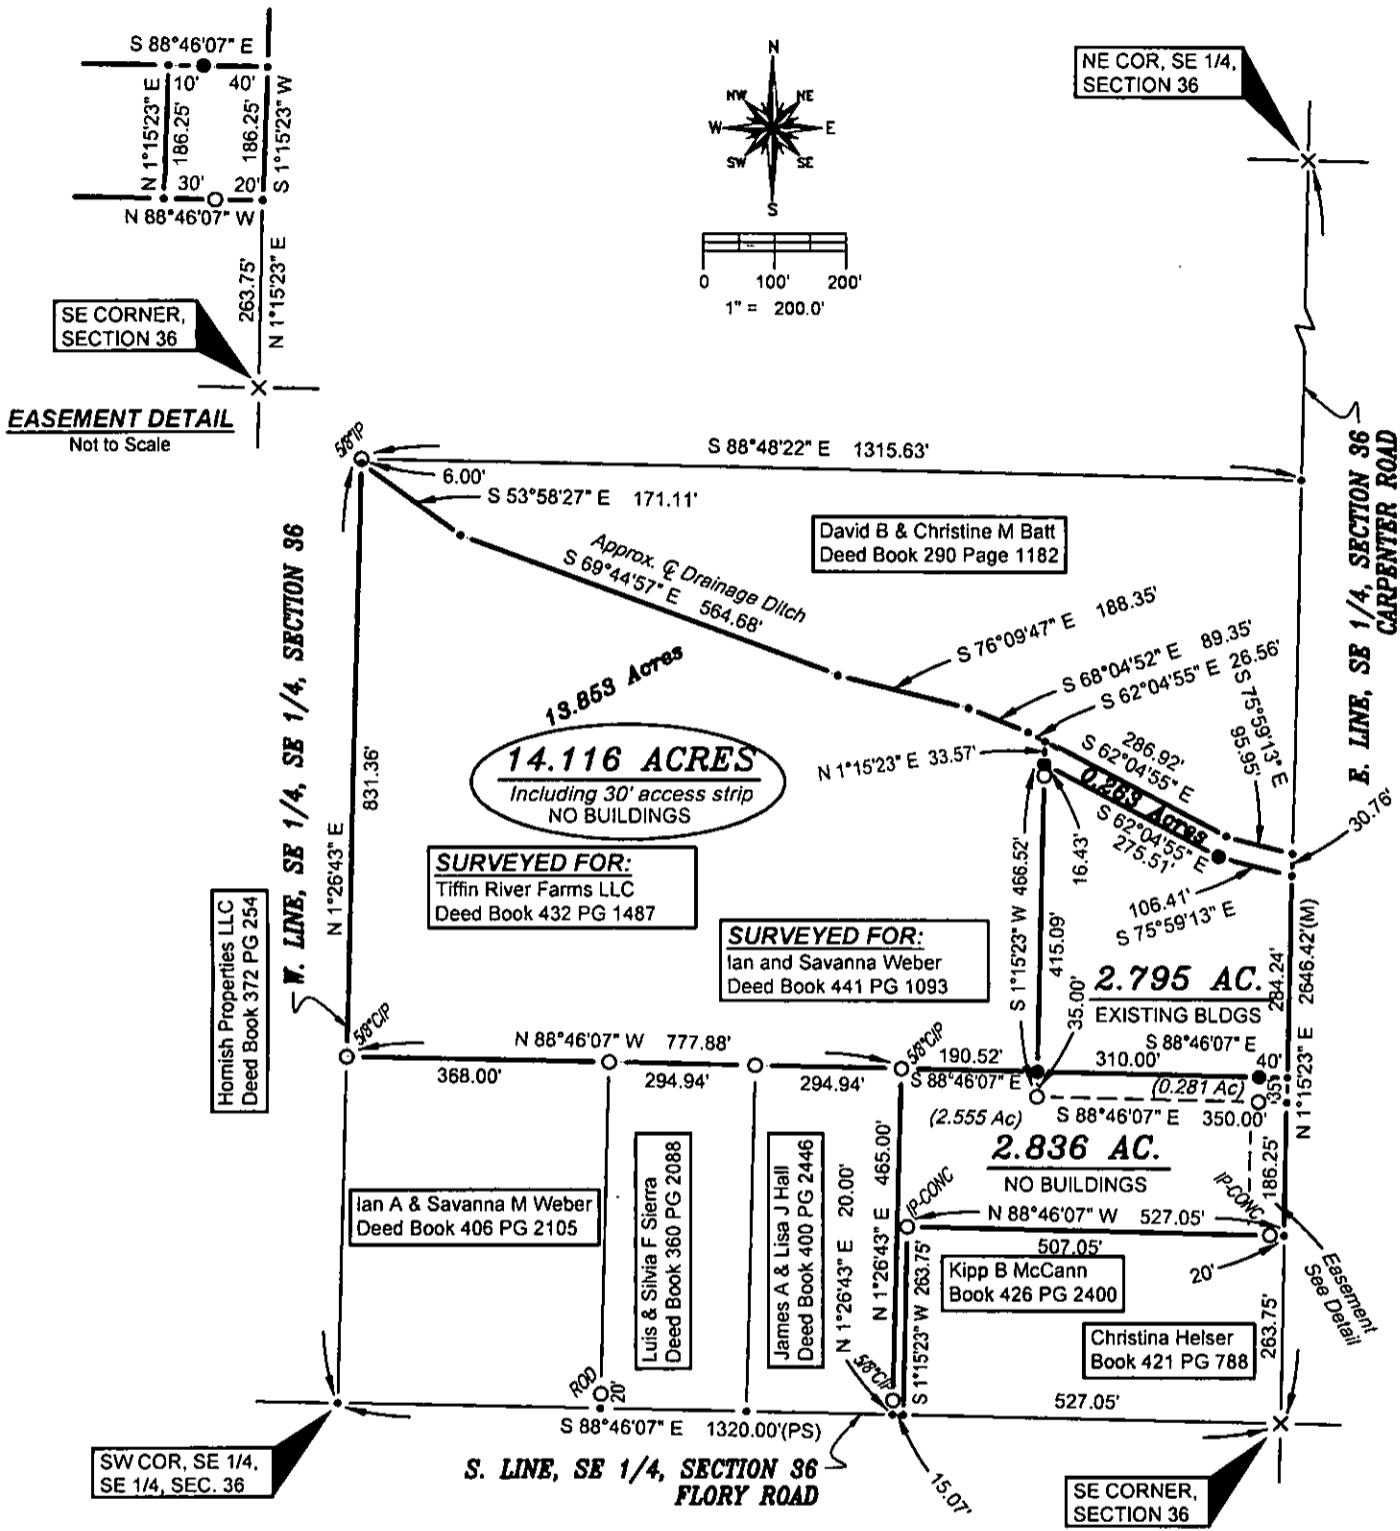 S 88°46'07" E
10'
40'
N 1°15'23" E
186.25'
186.25'
S 1°15'23" W
30'
20'
N 88°46'07" W
263.75'
N 1°15'23" E
SE CORNER,
SECTION 36
EASEMENT DETAIL
Not to Scale
N
NW
NE
W
E
SW
SE
S
0 100' 200'
1" = 200.0'
NE COR, SE 1/4,
SECTION 36
5/8"IP
S 88°48'22" E 1315.63'
6.00'
S 53°58'27" E 171.11'
David B & Christine M Batt
Deed Book 290 Page 1182
E. LINE, SE 1/4, SECTION 36
CARPENTER ROAD
W. LINE, SE 1/4, SE 1/4, SECTION 36
Approx. ℄ Drainage Ditch
S 69°44'57" E 564.68'
S 76°09'47" E 188.35'
S 68°04'52" E 89.35'
S 62°04'55" E 26.56'
S 75°59'13" E
95.95'
286.92'
S 62°04'55" E
N 1°15'23" E 33.57'
0.263 Acres
S 62°04'55" E
275.51'
30.76'
106.41'
S 75°59'13" E
13.853 Acres
14.116 ACRES
Including 30' access strip
NO BUILDINGS
831.36'
N 1°26'43" E
SURVEYED FOR:
Tiffin River Farms LLC
Deed Book 432 PG 1487
SURVEYED FOR:
Ian and Savanna Weber
Deed Book 441 PG 1093
Hornish Properties LLC
Deed Book 372 PG 254
S 1°15'23" W 466.52'
16.43'
415.09'
35.00'
2.795 AC.
EXISTING BLDGS
284.24'
N 1°15'23" E 2646.42'(M)
5/8"CIP
N 88°46'07" W 777.88'
368.00'
294.94'
294.94'
5/8"CIP
190.52'
S 88°46'07" E
310.00'
S 88°46'07" E
40'
35'
(0.281 Ac)
(2.555 Ac)
S 88°46'07" E 350.00'
2.836 AC.
NO BUILDINGS
186.25'
IP-CONC
IP-CONC
N 88°46'07" W 527.05'
507.05'
20'
Easement
See Detail
Ian A & Savanna M Weber
Deed Book 406 PG 2105
Luis & Silvia F Sierra
Deed Book 360 PG 2088
James A & Lisa J Hall
Deed Book 400 PG 2446
N 1°26'43" E 20.00'
N 1°26'43" E 465.00'
S 1°15'23" W 263.75'
Kipp B McCann
Book 426 PG 2400
Christina Helser
Book 421 PG 788
263.75'
ROD
20'
5/8"CIP
S 88°46'07" E 1320.00'(PS)
527.05'
15.07'
SW COR, SE 1/4,
SE 1/4, SEC. 36
S. LINE, SE 1/4, SECTION 36
FLORY ROAD
SE CORNER,
SECTION 36